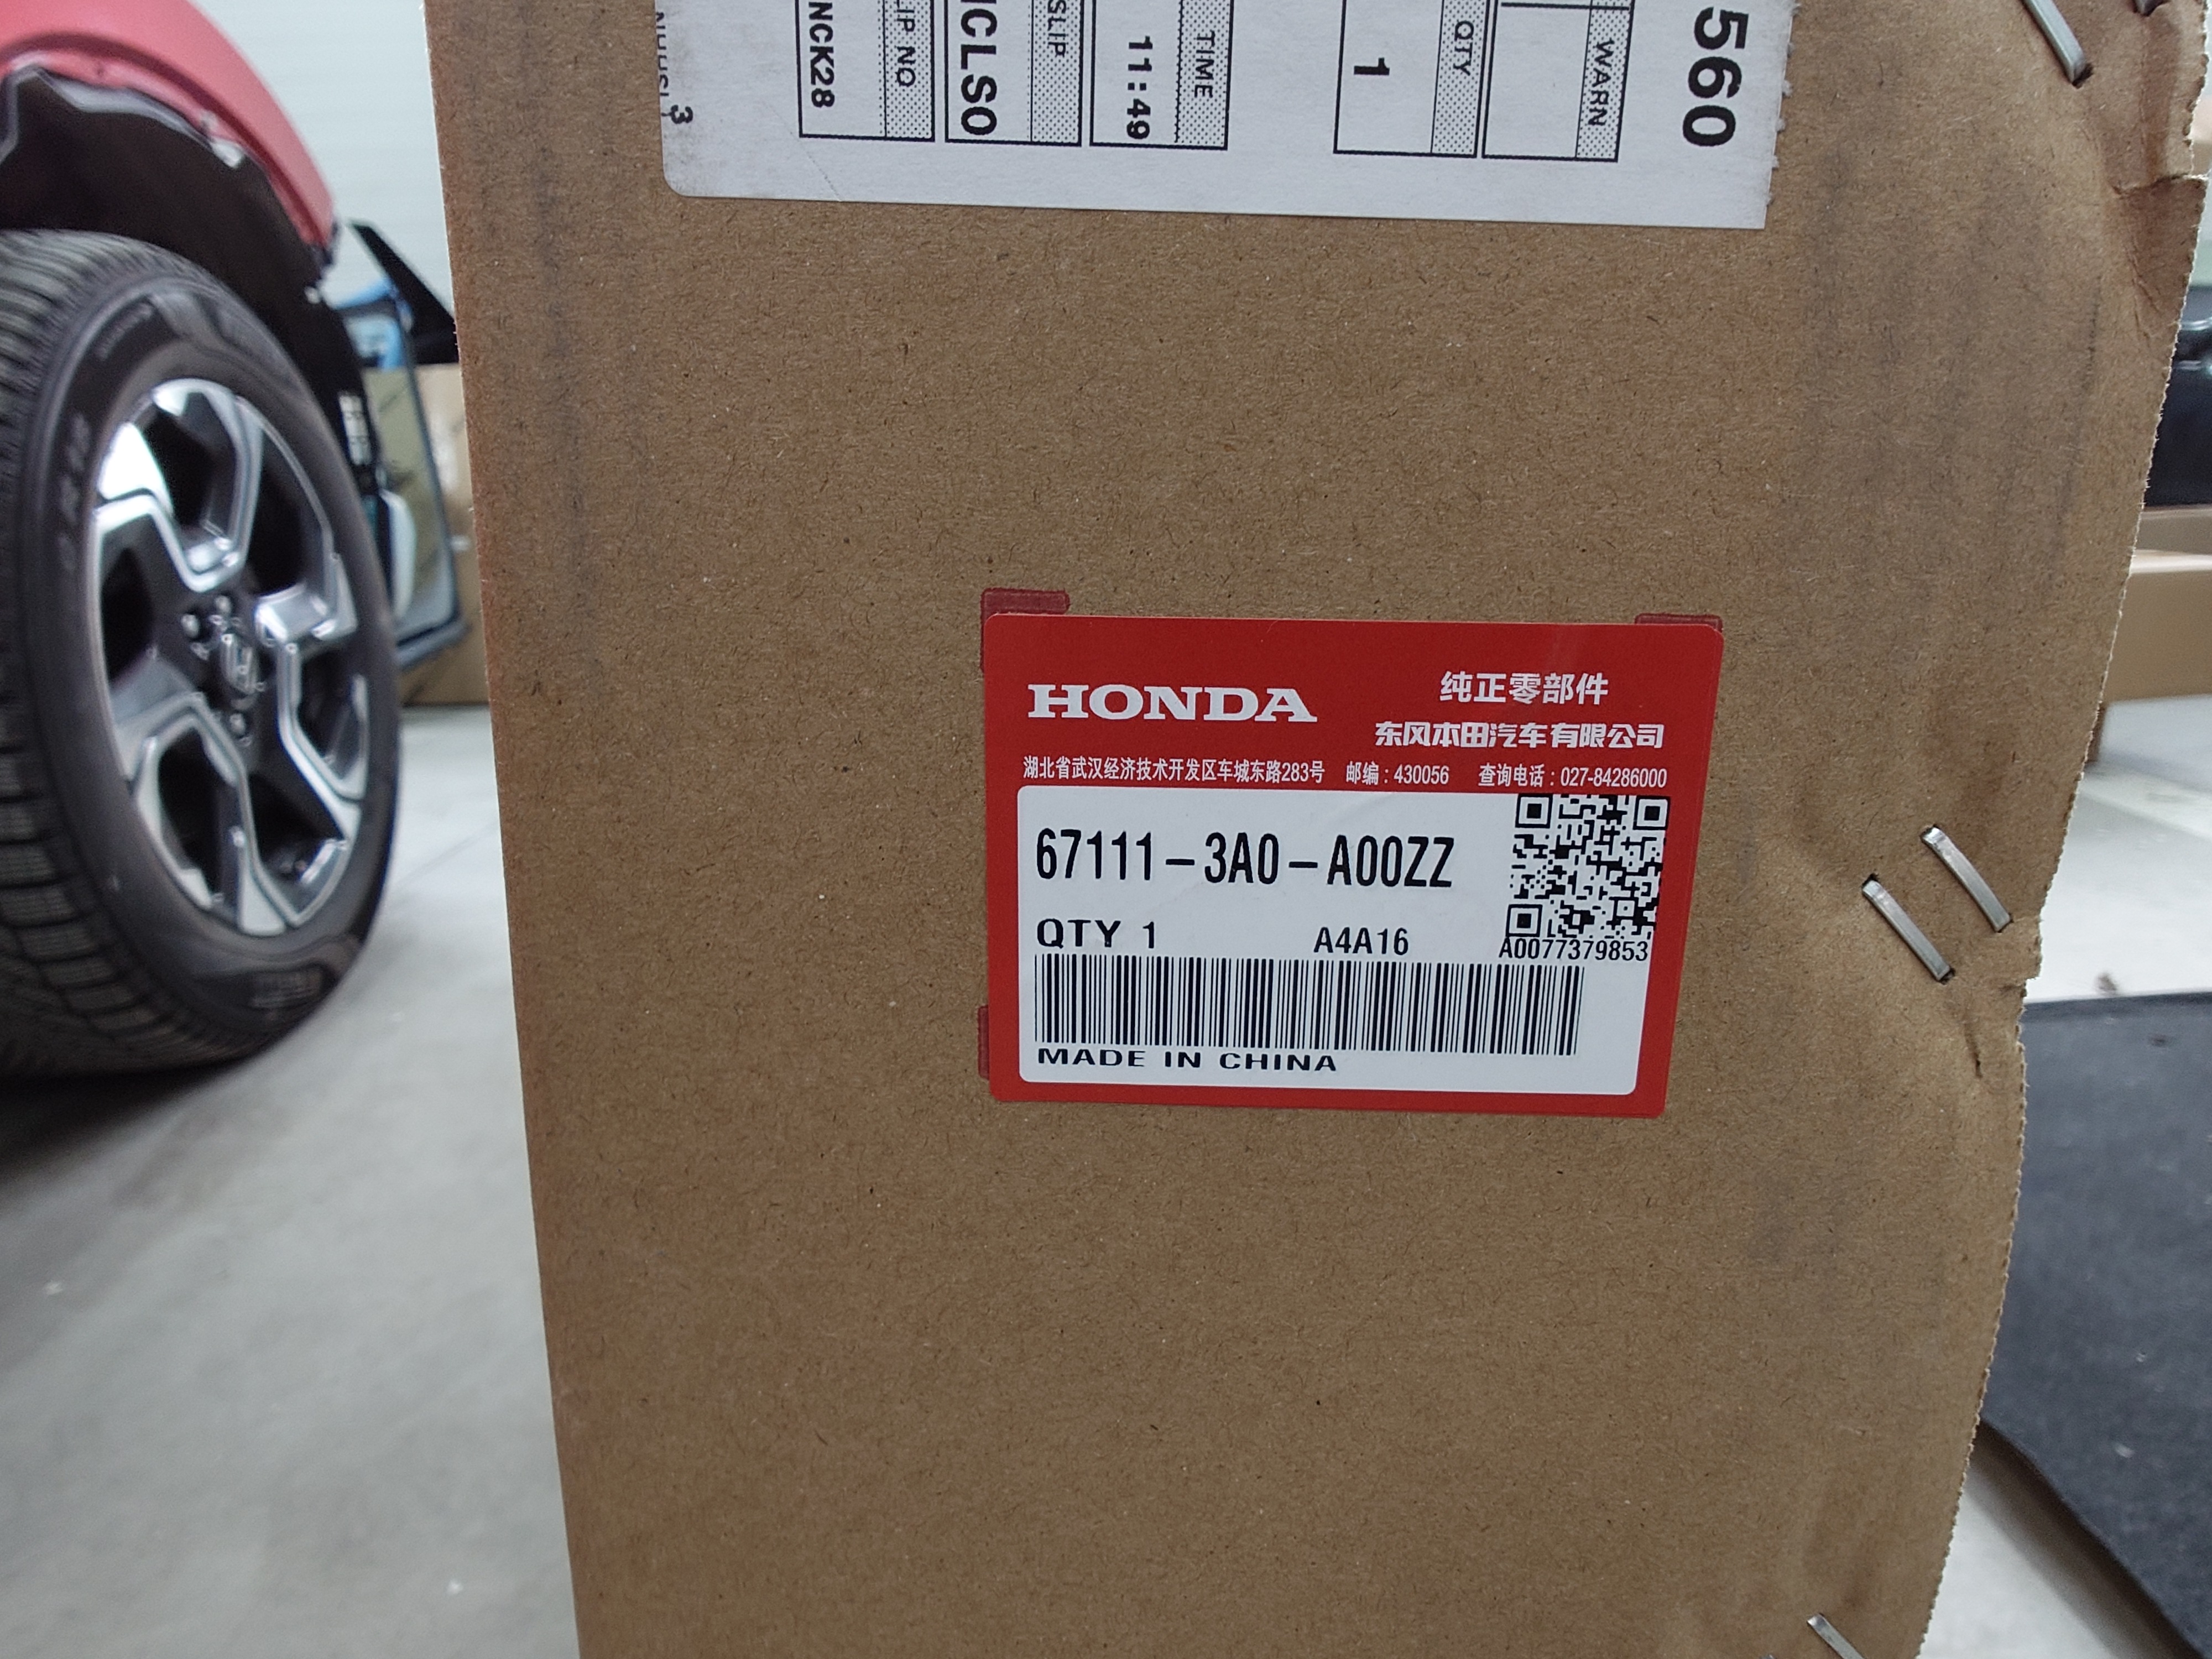 560
WARN
QTY
1
TIME
11:49
SLIP
CLSO
NCK28
3
HONDA
纯正零部件
东风本田汽车有限公司
湖北省武汉经济技术开发区车城东路283号 邮编：430056 查询电话：027-84286000
67111-3A0-A00ZZ
QTY 1 A4A16 A0077379853
MADE IN CHINA